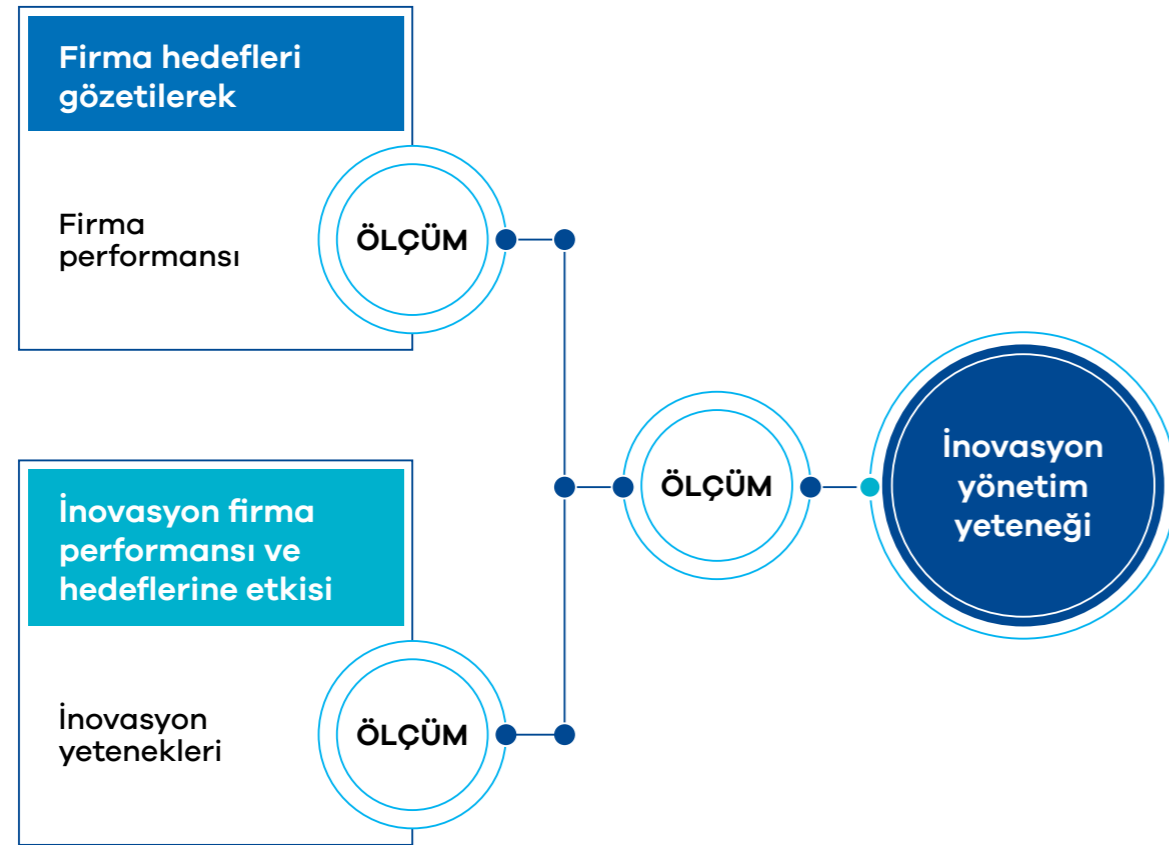 Firma hedefleri
gözetilerek
Firma
performansı
ÖLÇÜM
İnovasyon firma
performansı ve
hedeflerine etkisi
İnovasyon
yetenekleri
ÖLÇÜM
ÖLÇÜM
İnovasyon
yönetim
yeteneği